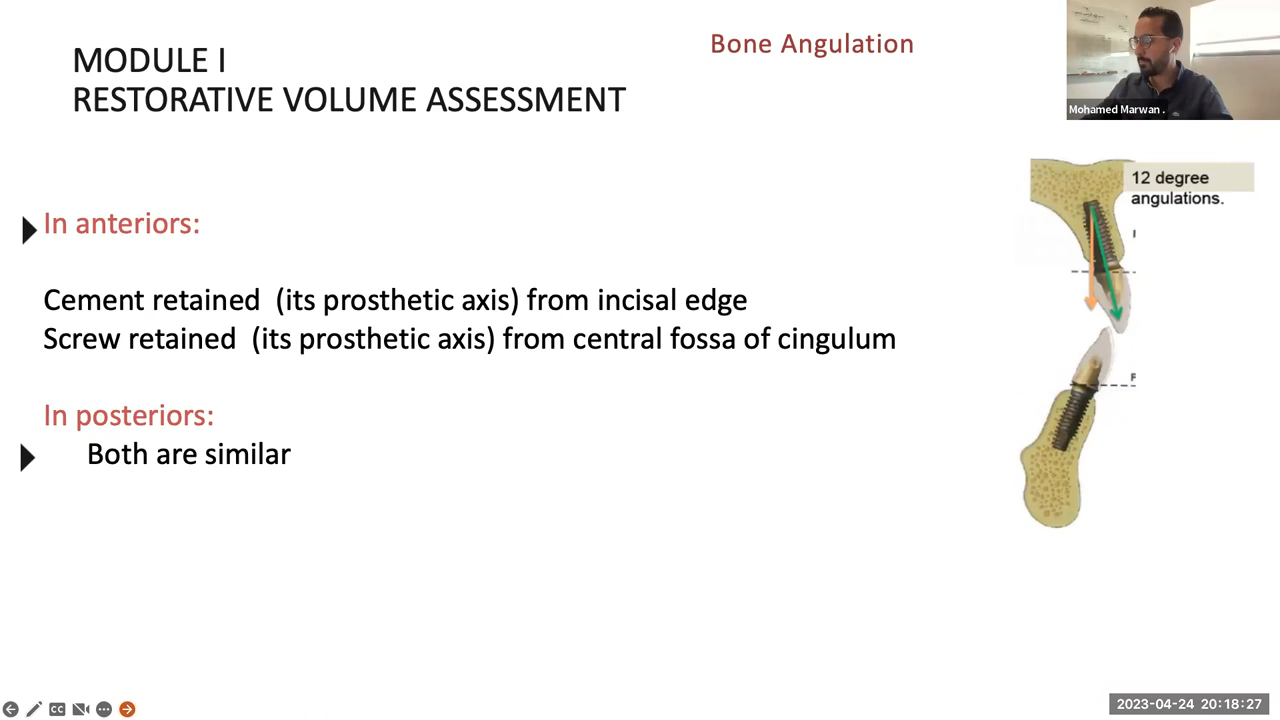 MODULE I
RESTORATIVE VOLUME ASSESSMENT
Bone Angulation
Mohamed Marwan .
12 degree
angulations.
In anteriors:
Cement retained (its prosthetic axis) from incisal edge
Screw retained (its prosthetic axis) from central fossa of cingulum
In posteriors:
Both are similar
CC
2023-04-24 20:18:27